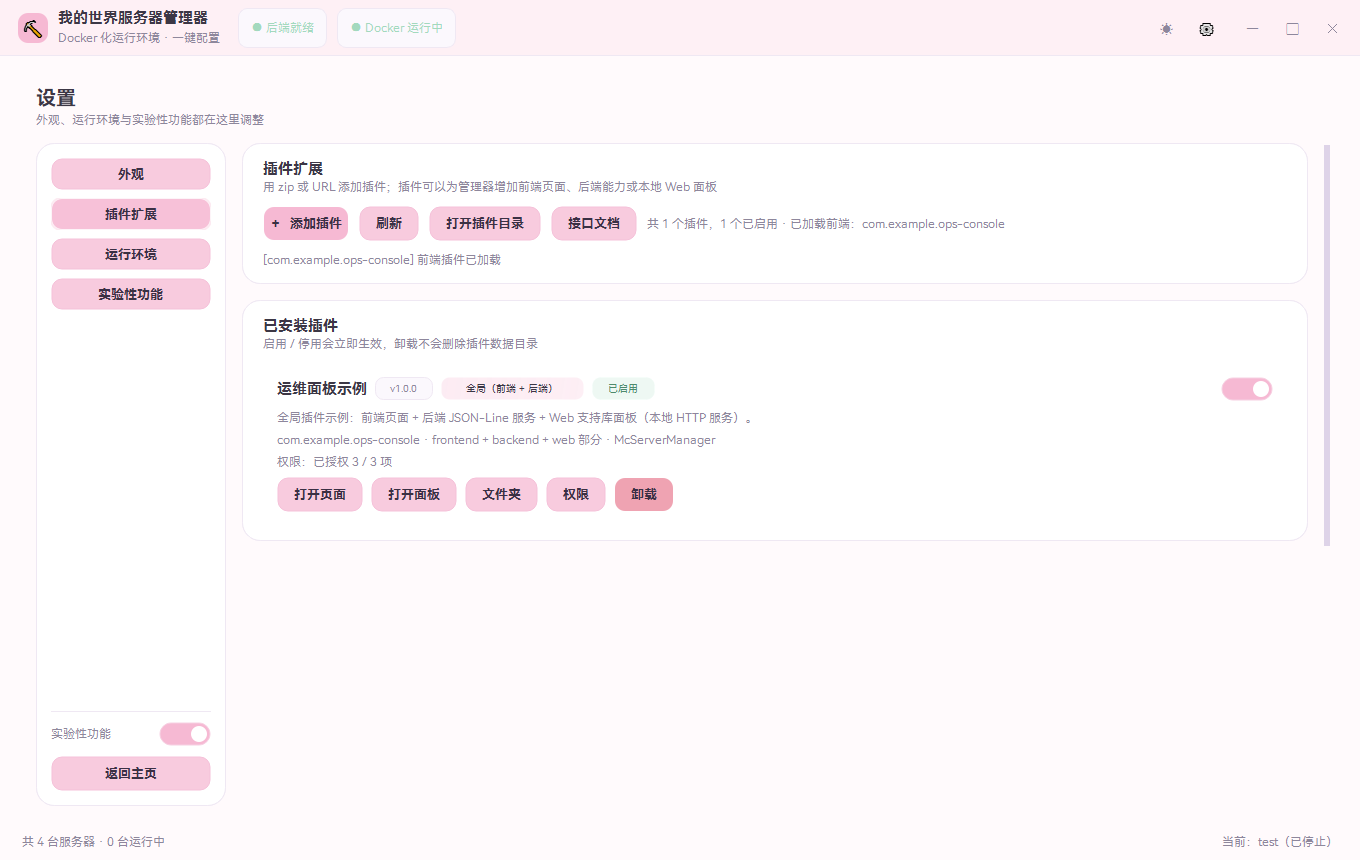 我的世界服务器管理器
Docker 化运行环境 · 一键配置
后端就绪
Docker 运行中
设置
外观、运行环境与实验性功能都在这里调整
外观
插件扩展
运行环境
实验性功能
实验性功能
返回主页
插件扩展
用 zip 或 URL 添加插件；插件可以为管理器增加前端页面、后端能力或本地 Web 面板
+ 添加插件
刷新
打开插件目录
接口文档
共 1 个插件，1 个已启用 · 已加载前端：com.example.ops-console
[com.example.ops-console] 前端插件已加载
已安装插件
启用 / 停用会立即生效，卸载不会删除插件数据目录
运维面板示例
v1.0.0
全局（前端 + 后端）
已启用
全局插件示例：前端页面 + 后端 JSON-Line 服务 + Web 支持库面板（本地 HTTP 服务）。
com.example.ops-console · frontend + backend + web 部分 · McServerManager
权限：已授权 3 / 3 项
打开页面
打开面板
文件夹
权限
卸载
共 4 台服务器 · 0 台运行中
当前：test（已停止）